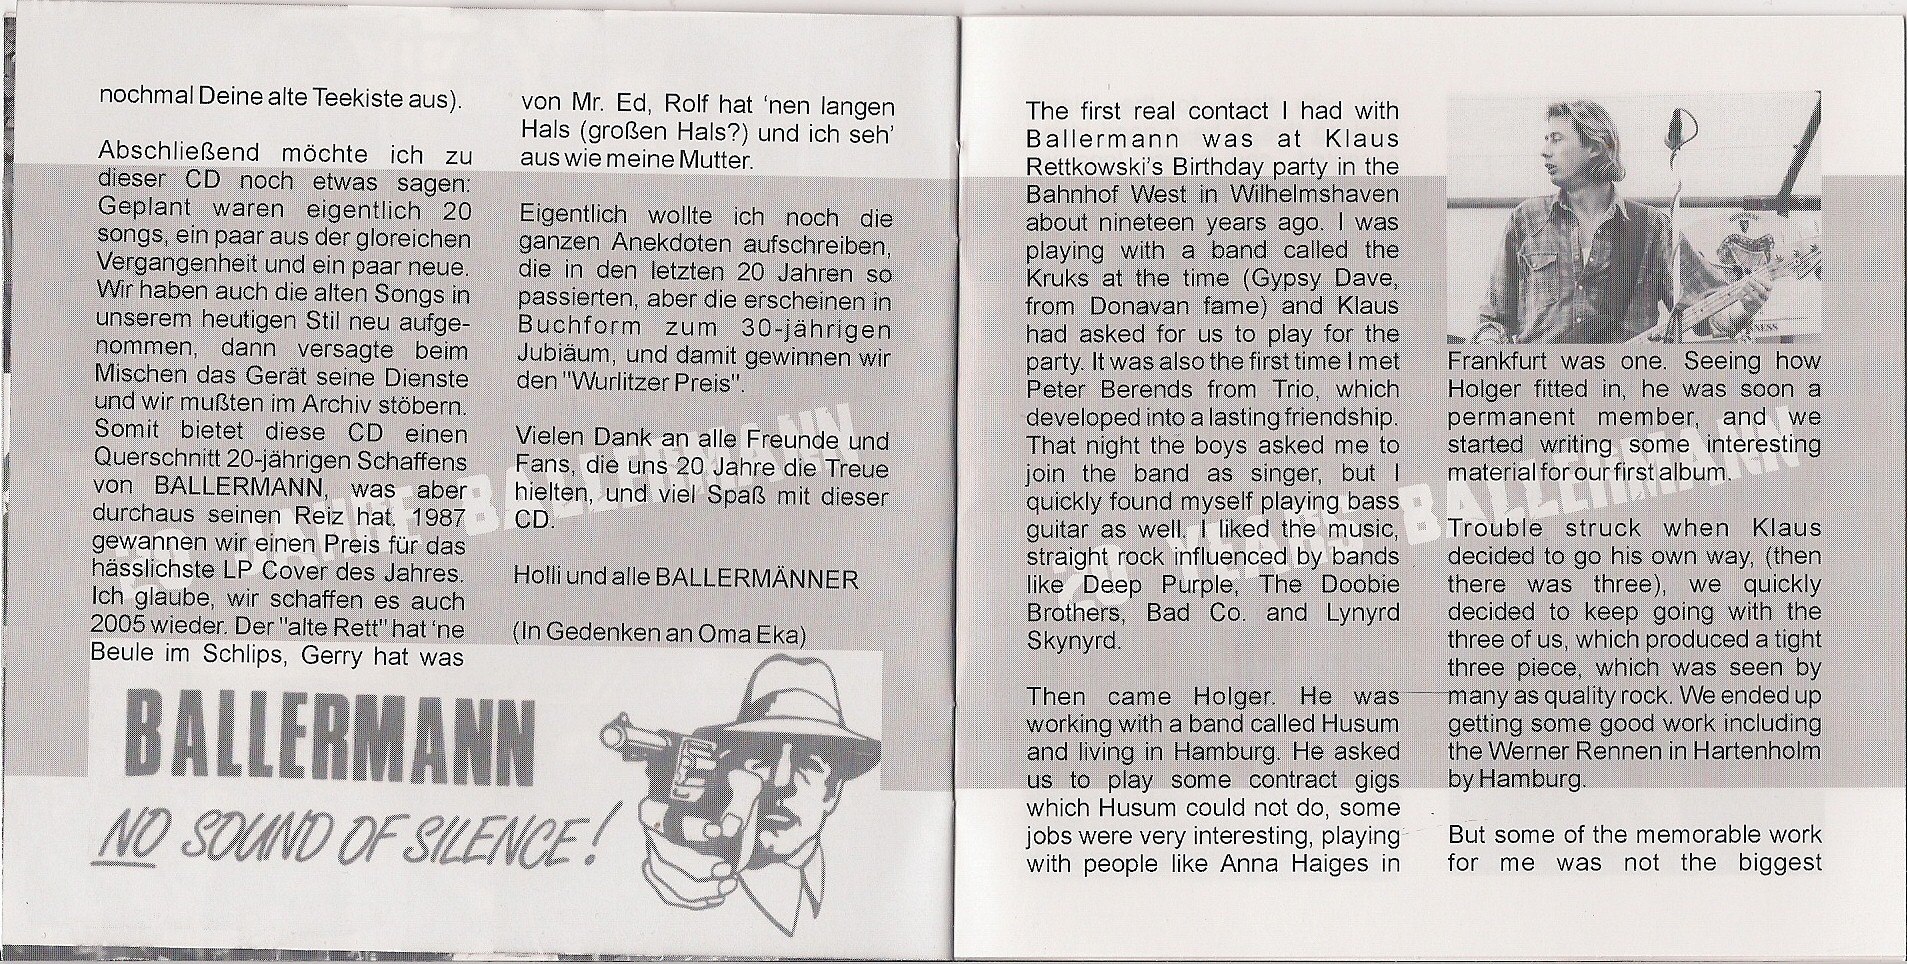 nochmal Deine alte Teekiste aus).
Abschließend möchte ich zu
dieser CD noch etwas sagen:
Geplant waren eigentlich 20
songs, ein paar aus der gloreichen
Vergangenheit und ein paar neue.
Wir haben auch die alten Songs in
unserem heutigen Stil neu aufge-
nommen, dann versagte beim
Mischen das Gerät seine Dienste
und wir mußten im Archiv stöbern.
Somit bietet diese CD einen
Querschnitt 20-jährigen Schaffens
von BALLERMANN, was aber
durchaus seinen Reiz hat. 1987
gewannen wir einen Preis für das
hässlichste LP Cover des Jahres.
Ich glaube, wir schaffen es auch
2005 wieder. Der "alte Rett" hat ‘ne
Beule im Schlips, Gerry hat was
von Mr. Ed, Rolf hat ‘nen langen
Hals (großen Hals?) und ich seh’
aus wie meine Mutter.
Eigentlich wollte ich noch die
ganzen Anekdoten aufschreiben,
die in den letzten 20 Jahren so
passierten, aber die erscheinen in
Buchform zum 30-jährigen
Jubiäum, und damit gewinnen wir
den "Wurlitzer Preis".
Vielen Dank an alle Freunde und
Fans, die uns 20 Jahre die Treue
hielten, und viel Spaß mit dieser
CD.
Holli und alle BALLERMÄNNER
(In Gedenken an Oma Eka)
20 JAHRE BALLERMANN
BALLERMANN
NO SOUND OF SILENCE!
The first real contact I had with
Ballermann was at Klaus
Rettkowski’s Birthday party in the
Bahnhof West in Wilhelmshaven
about nineteen years ago. I was
playing with a band called the
Kruks at the time (Gypsy Dave,
from Donavan fame) and Klaus
had asked for us to play for the
party. It was also the first time I met
Peter Berends from Trio, which
developed into a lasting friendship.
That night the boys asked me to
join the band as singer, but I
quickly found myself playing bass
guitar as well. I liked the music,
straight rock influenced by bands
like Deep Purple, The Doobie
Brothers, Bad Co. and Lynyrd
Skynyrd.
Then came Holger. He was
working with a band called Husum
and living in Hamburg. He asked
us to play some contract gigs
which Husum could not do, some
jobs were very interesting, playing
with people like Anna Haiges in
Frankfurt was one. Seeing how
Holger fitted in, he was soon a
permanent member, and we
started writing some interesting
material for our first album.
Trouble struck when Klaus
decided to go his own way, (then
there was three), we quickly
decided to keep going with the
three of us, which produced a tight
three piece, which was seen by
many as quality rock. We ended up
getting some good work including
the Werner Rennen in Hartenholm
by Hamburg.
But some of the memorable work
for me was not the biggest
BALLERMANN